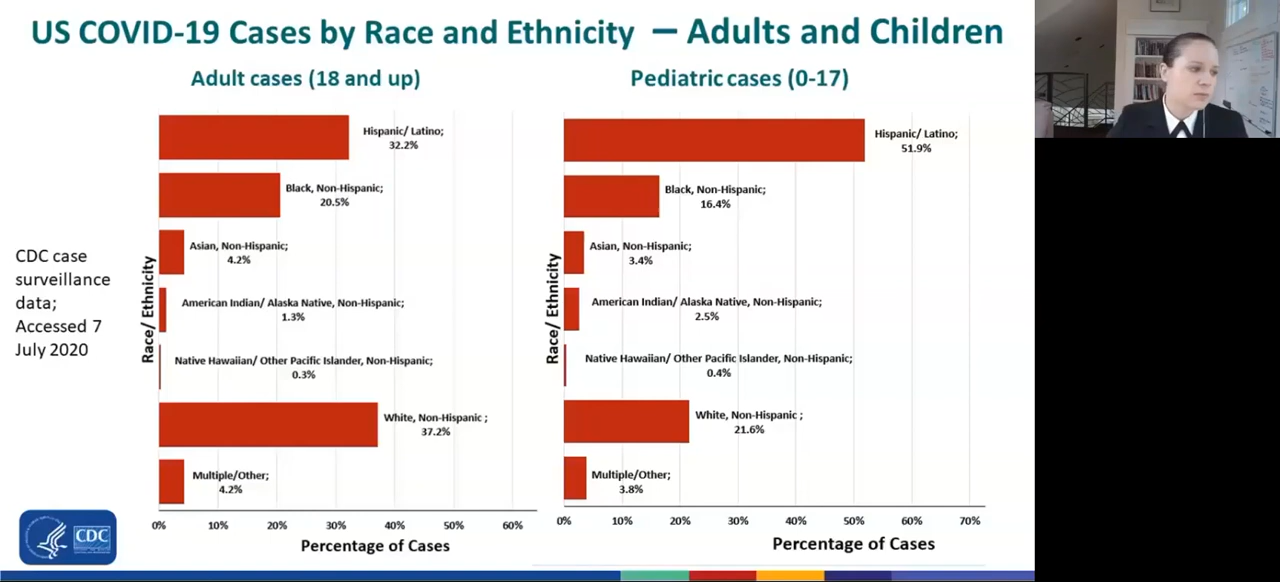 US COVID-19 Cases by Race and Ethnicity — Adults and Children
Adult cases (18 and up)
Hispanic/ Latino;
32.2%
Black, Non-Hispanic;
20.5%
Asian, Non-Hispanic;
4.2%
American Indian/ Alaska Native, Non-Hispanic;
1.3%
Native Hawaiian/ Other Pacific Islander, Non-Hispanic;
0.3%
White, Non-Hispanic ;
37.2%
Multiple/Other;
4.2%
Race/ Ethnicity
0% 10% 20% 30% 40% 50% 60%
Percentage of Cases
Pediatric cases (0-17)
Hispanic/ Latino;
51.9%
Black, Non-Hispanic;
16.4%
Asian, Non-Hispanic;
3.4%
American Indian/ Alaska Native, Non-Hispanic;
2.5%
Native Hawaiian/ Other Pacific Islander, Non-Hispanic;
0.4%
White, Non-Hispanic ;
21.6%
Multiple/Other;
3.8%
Race/ Ethnicity
0% 10% 20% 30% 40% 50% 60% 70%
Percentage of Cases
CDC case
surveillance
data;
Accessed 7
July 2020
CDC